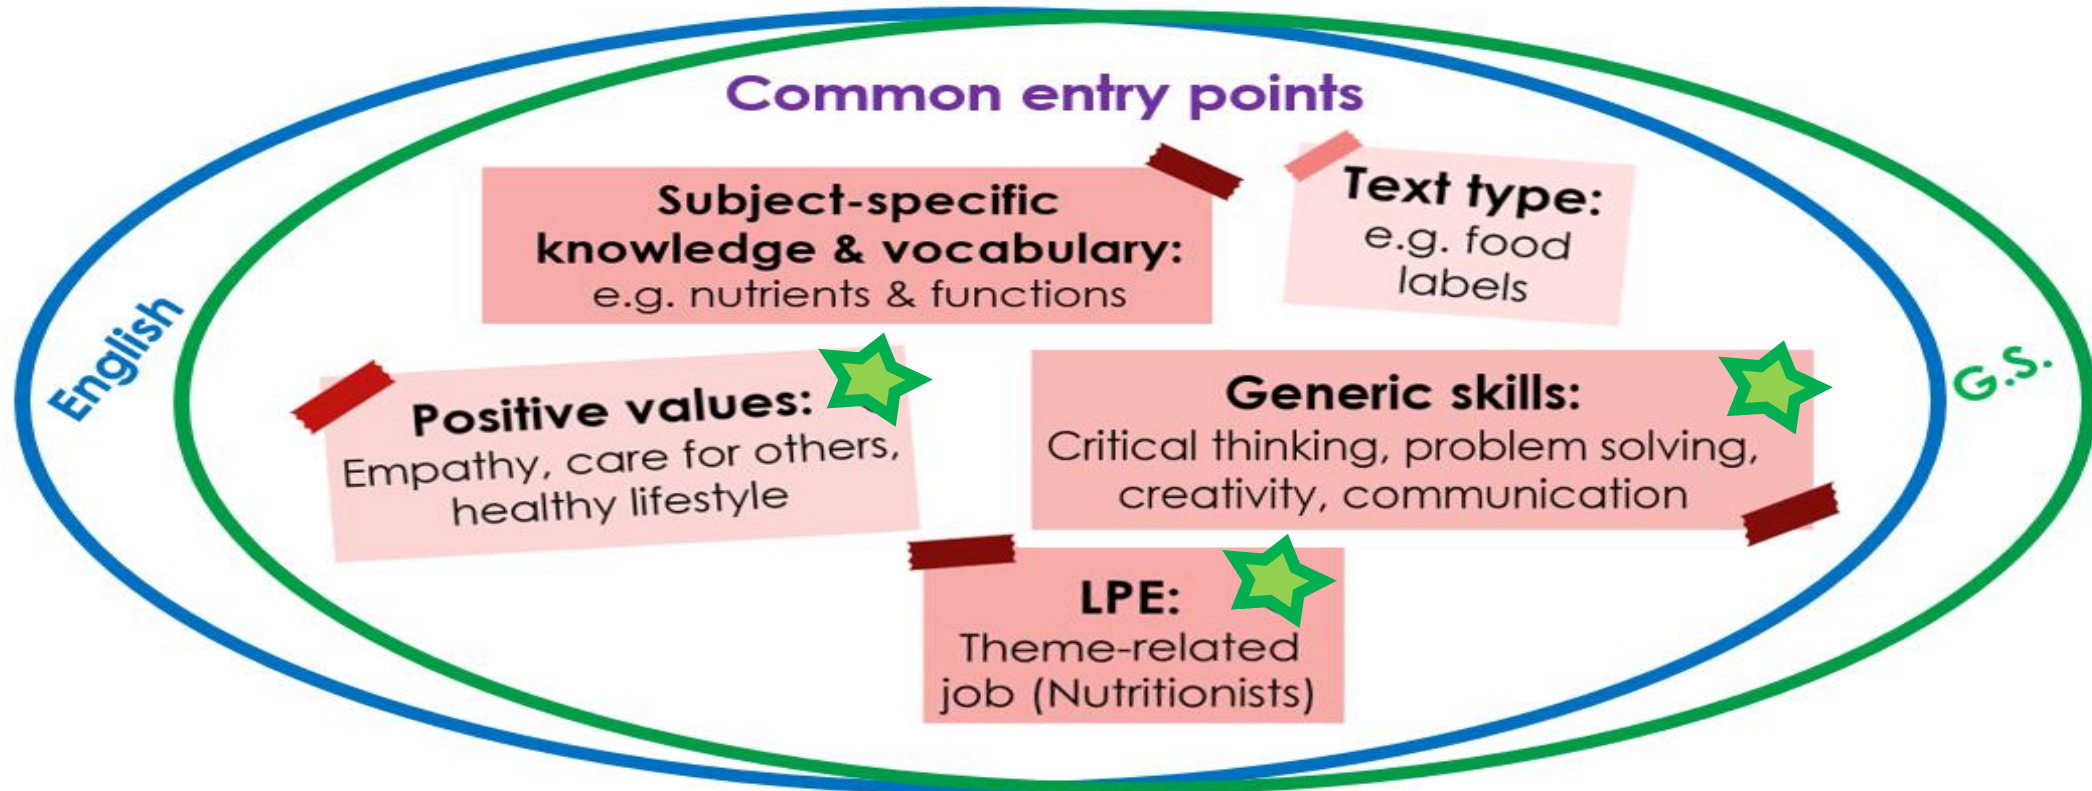 Common entry points
Subject-specific
knowledge & vocabulary:
e.g. nutrients & functions
Text type:
e.g. food
labels
English
G.S.
Positive values:
Empathy, care for others,
healthy lifestyle
Generic skills:
Critical thinking, problem solving,
creativity, communication
LPE:
Theme-related
job (Nutritionists)